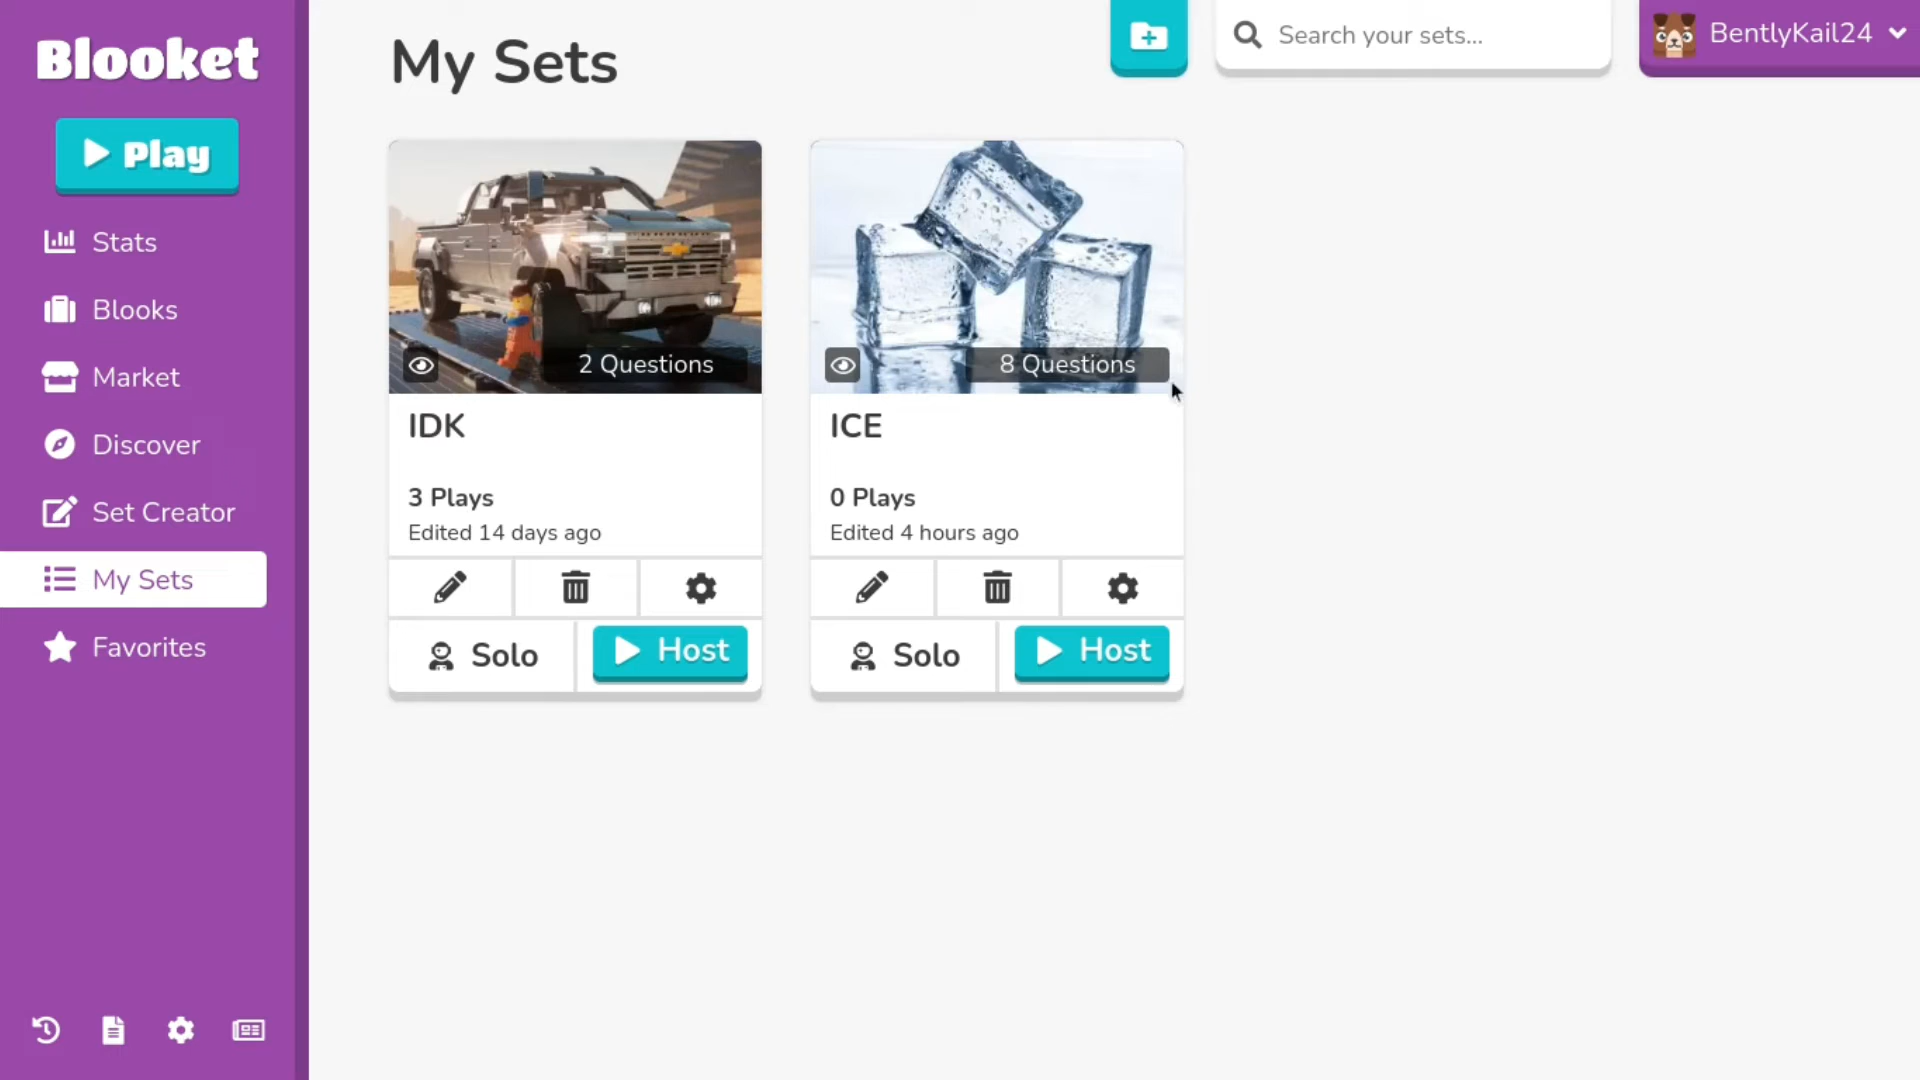 Blooket
Play
Stats
Blooks
Market
Discover
Set Creator
My Sets
Favorites
My Sets
Search your sets...
BentlyKail24
2 Questions
IDK
3 Plays
Edited 14 days ago
Solo
Host
8 Questions
ICE
0 Plays
Edited 4 hours ago
Solo
Host